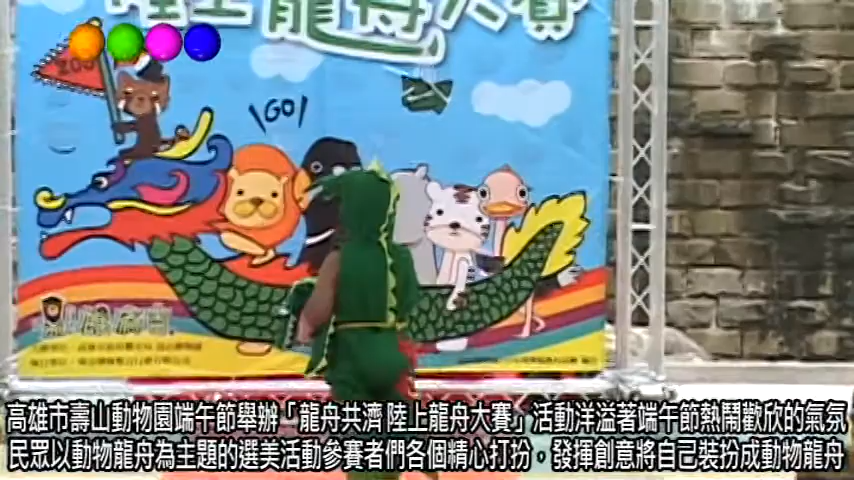 陸上龍舟大賽
ZOO
GO!
高雄市壽山動物園端午節舉辦「龍舟共濟 陸上龍舟大賽」活動洋溢著端午節熱鬧歡欣的氣氛
民眾以動物龍舟為主題的選美活動參賽者們各個精心打扮，發揮創意將自己裝扮成動物龍舟